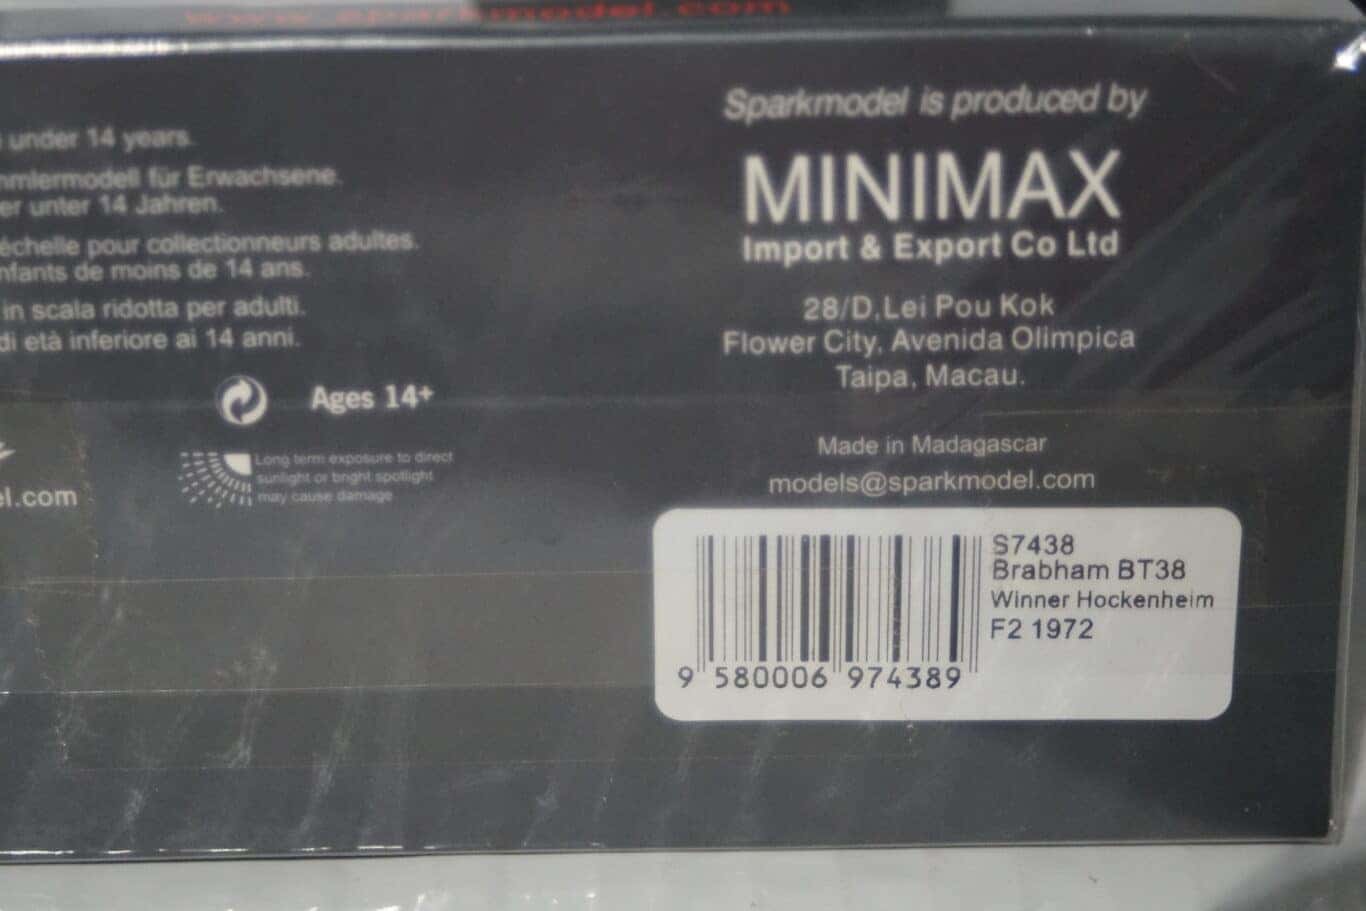 www.sparkmodel.com
under 14 years.
mmlermodell für Erwachsene.
er unter 14 Jahren.
échelle pour collectionneurs adultes.
nfants de moins de 14 ans.
in scala ridotta per adulti.
di età inferiore ai 14 anni.
Ages 14+
Long term exposure to direct
sunlight or bright spotlight
may cause damage
el.com
Sparkmodel is produced by
MINIMAX
Import & Export Co Ltd
28/D,Lei Pou Kok
Flower City, Avenida Olimpica
Taipa, Macau.
Made in Madagascar
models@sparkmodel.com
S7438
Brabham BT38
Winner Hockenheim
F2 1972
9 580006 974389